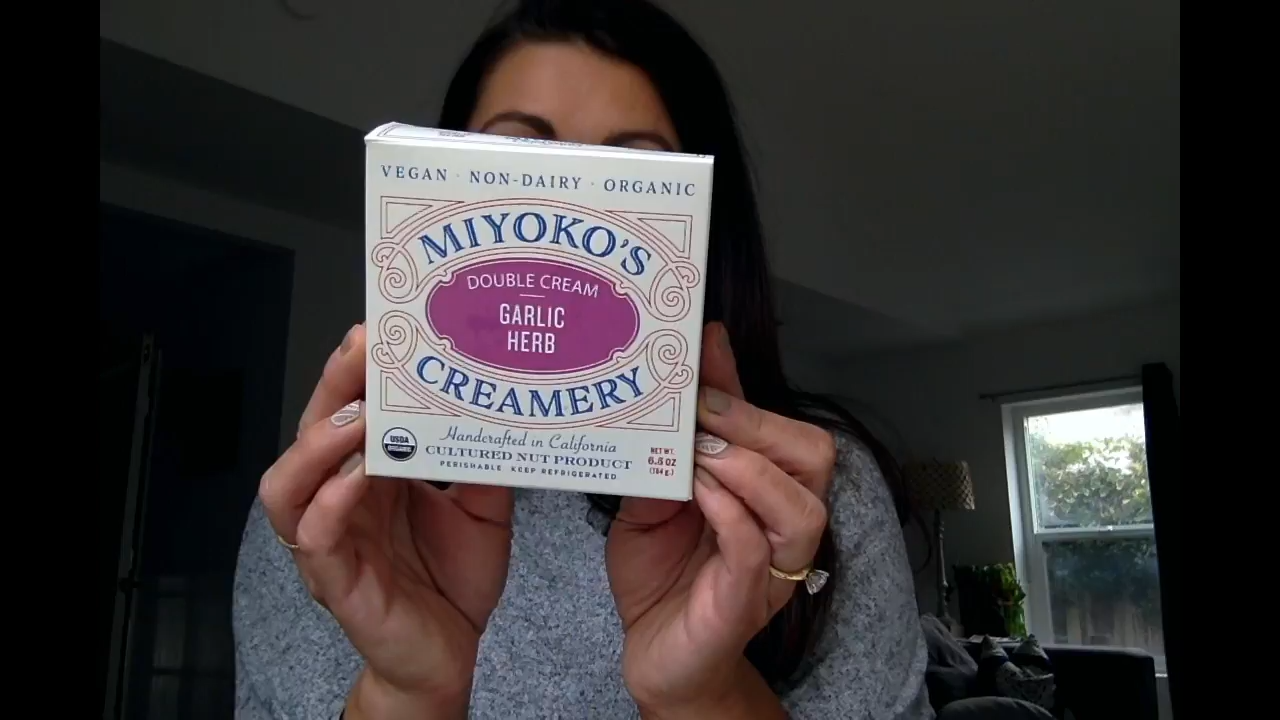 VEGAN · NON-DAIRY · ORGANIC
MIYOKO'S
DOUBLE CREAM
GARLIC
HERB
CREAMERY
Handcrafted in California
CULTURED NUT PRODUCT
PERISHABLE KEEP REFRIGERATED
USDA
ORGANIC
NET WT.
6.5 OZ
(184g)